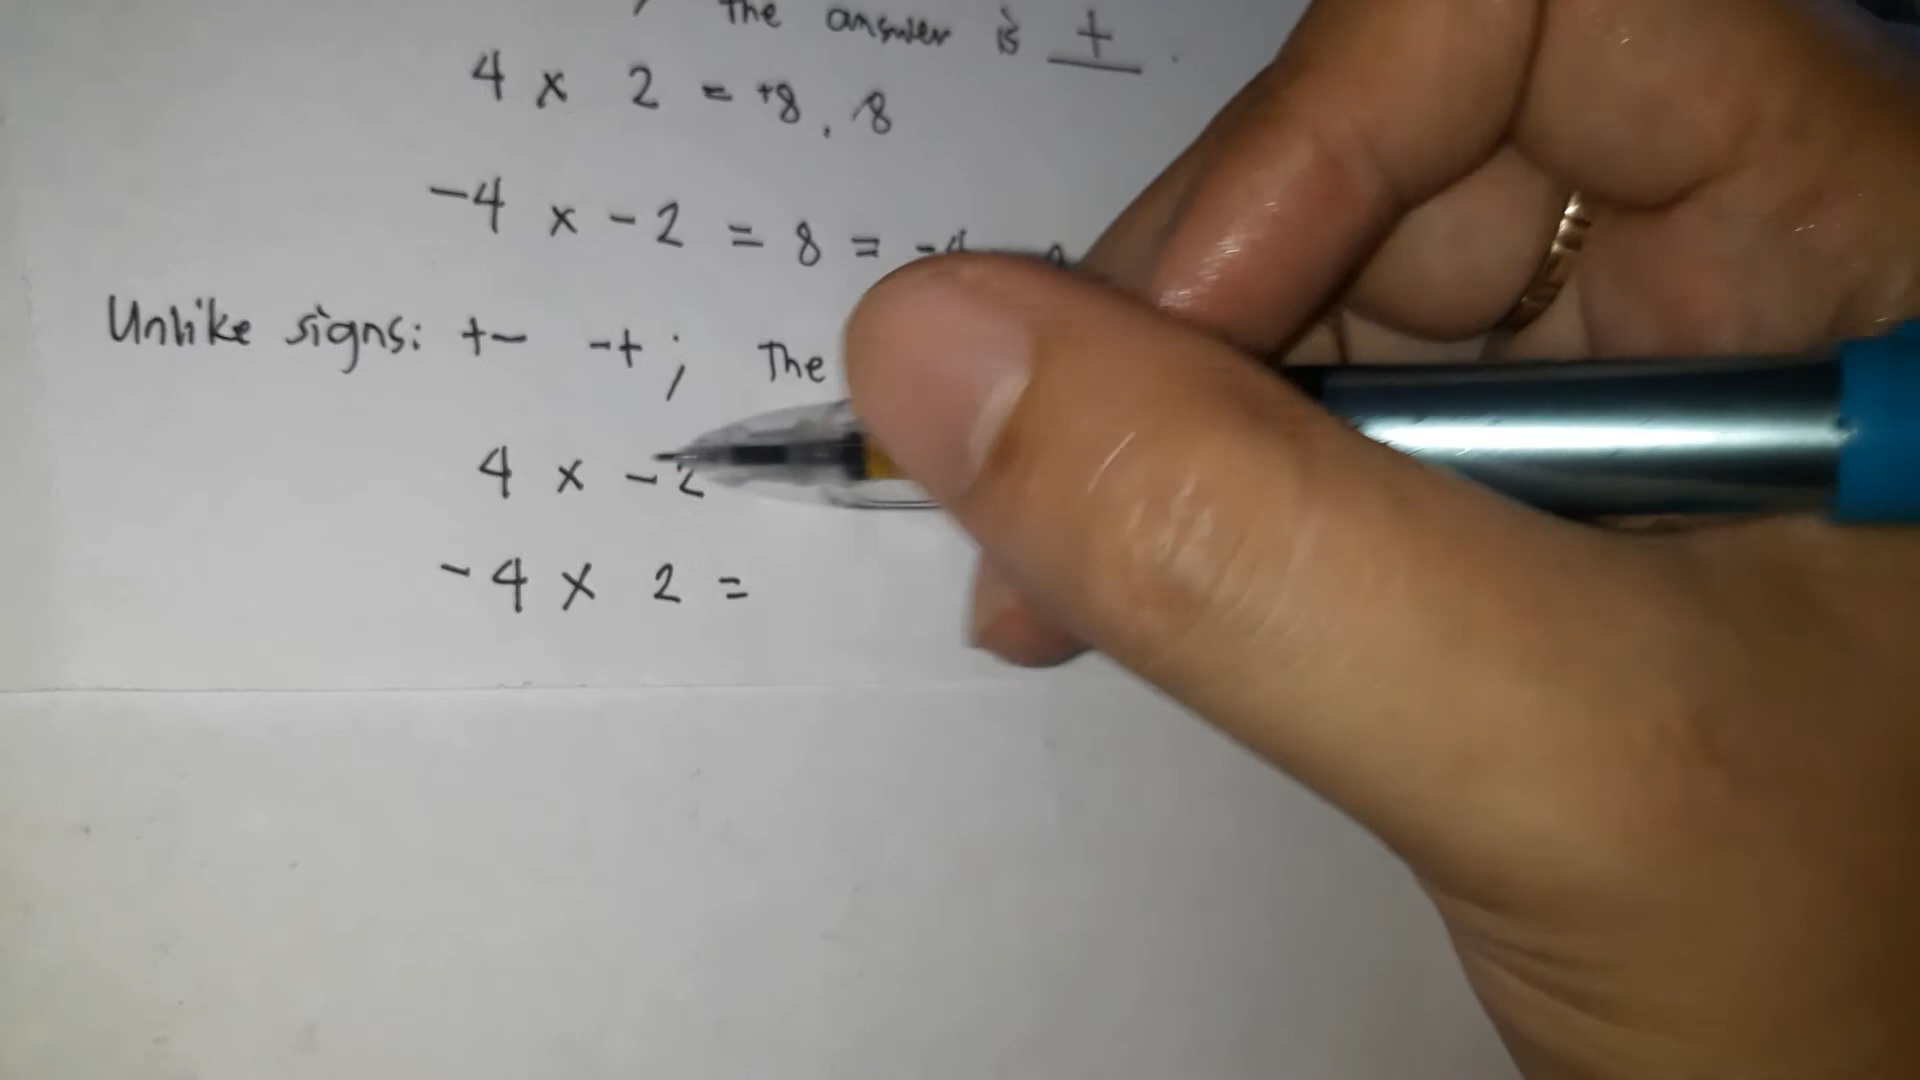 the answer is +.
4 x 2 = +8, 8
-4 x -2 = 8 =
Unlike signs: +- -+; The
4 x -2
-4 x 2 =